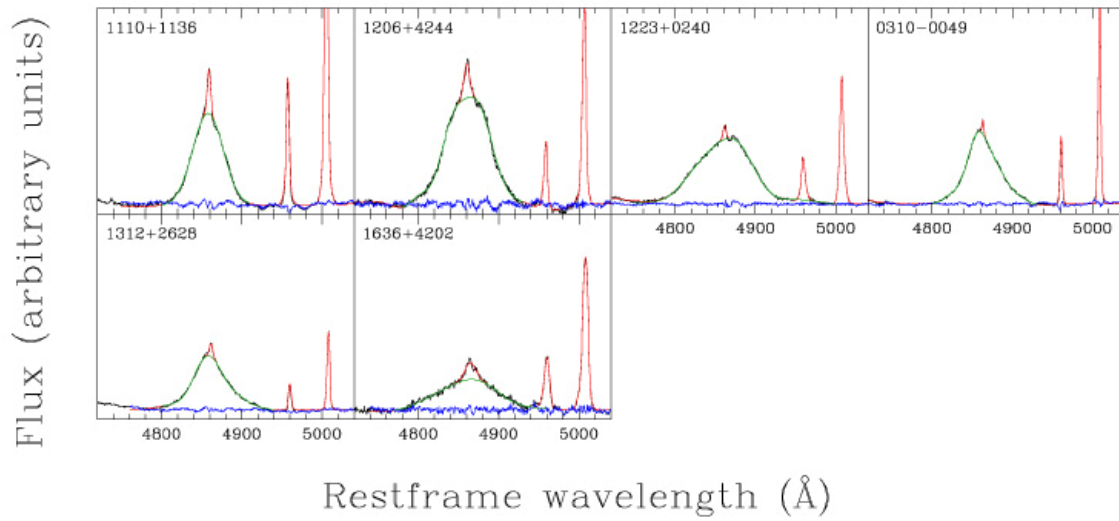 1110+1136 1206+4244 1223+0240 0310-0049
4800 4900 5000 4800 4900 5000
1312+2628 1636+4202
4800 4900 5000 4800 4900 5000
Flux (arbitrary units)
Restframe wavelength (Å)